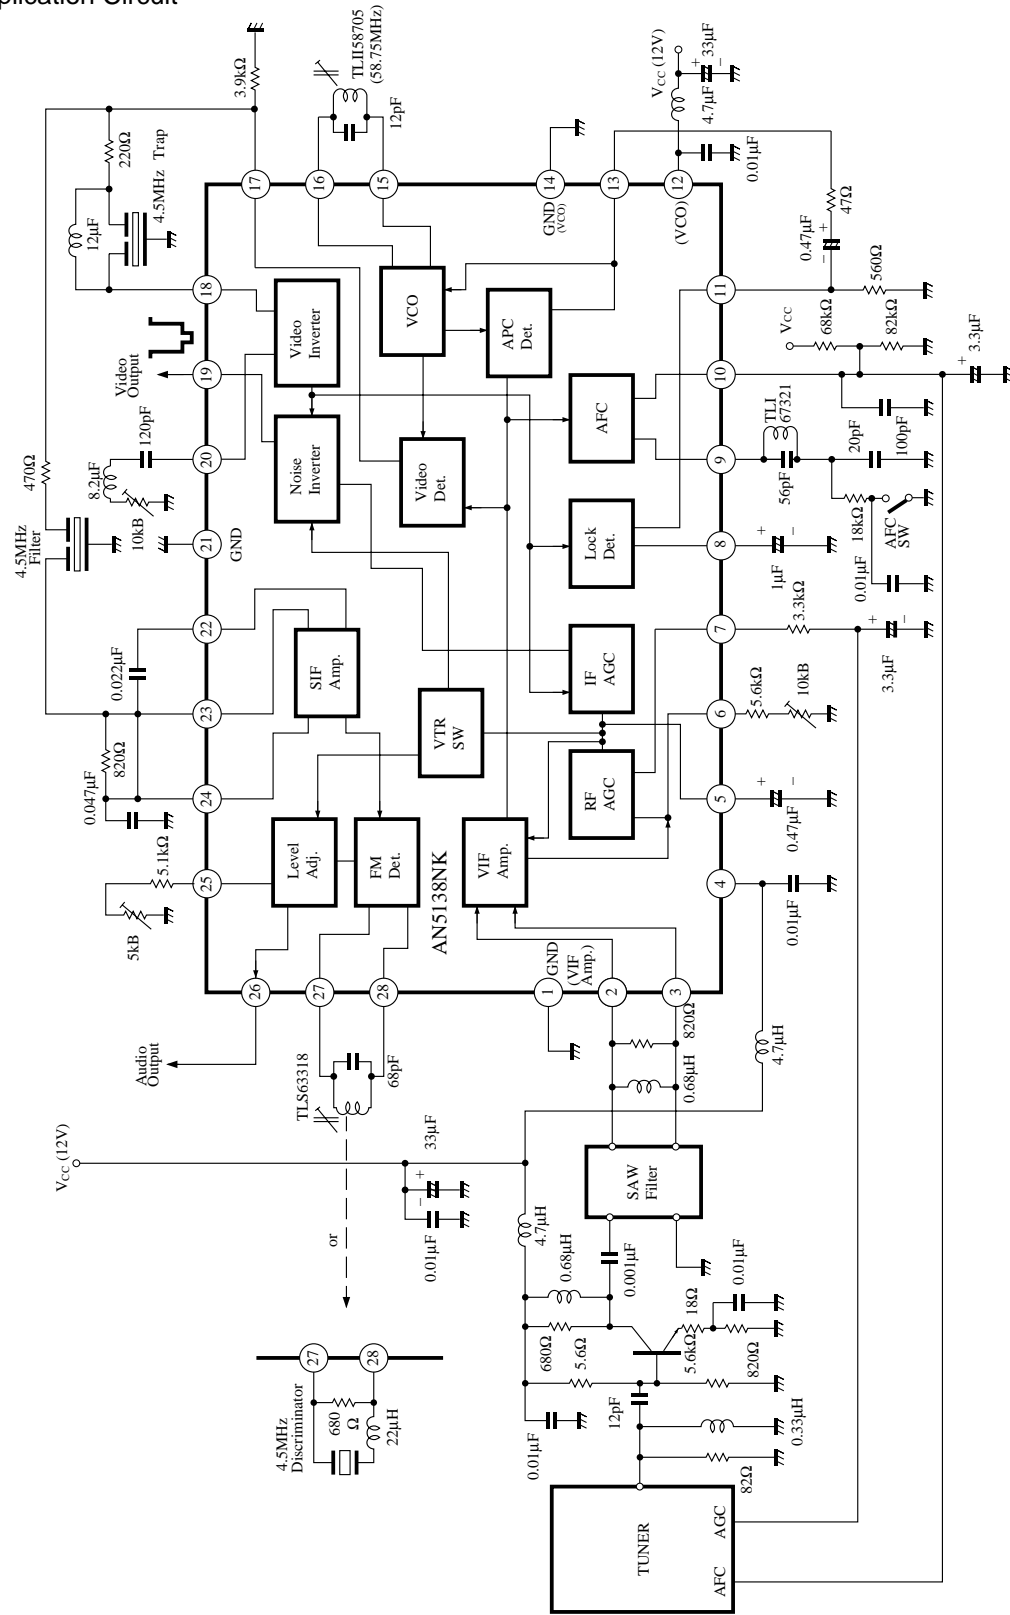 plication Circuit
3.9kΩ
220Ω
4.5MHz Trap
12µF
470Ω
4.5MHz
Filter
Video
Output
120pF
8.2µF
10kB
GND
0.022µF
820Ω
0.047µF
5.1kΩ
5kB
Audio
Output
TLI158705
(58.75MHz)
12pF
17
16
15
14
GND
(VCO)
13
12
(VCO)
VCC (12V)
33µF
+
−
4.7µF
0.01µF
18
19
20
21
22
23
24
25
26
27
28
1
GND
(VIF
Amp.)
2
3
4
5
6
7
8
9
10
11
Video
Inverter
VCO
APC
Det.
Noise
Inverter
Video
Det.
AFC
Lock
Det.
SIF
Amp.
VTR
SW
IF
AGC
RF
AGC
Level
Adj.
FM
Det.
VIF
Amp.
AN5138NK
47Ω
0.47µF
+
−
560Ω
VCC
68kΩ
82kΩ
3.3µF
+
TLI
67321
56pF
20pF
100pF
18kΩ
AFC
SW
0.01µF
1µF
+
−
3.3kΩ
3.3µF
+
−
5.6kΩ
10kB
0.47µF
+
−
0.01µF
4.7µH
820Ω
0.68µH
TLS63318
68pF
VCC (12V)
33µF
+
−
0.01µF
or
4.7µH
SAW
Filter
0.68µH
0.001µF
0.01µF
18Ω
680Ω
5.6Ω
5.6kΩ
820Ω
12pF
0.33µH
0.01µF
82Ω
27
28
4.5MHz
Discriminator
680
Ω
22µH
TUNER
AGC
AFC